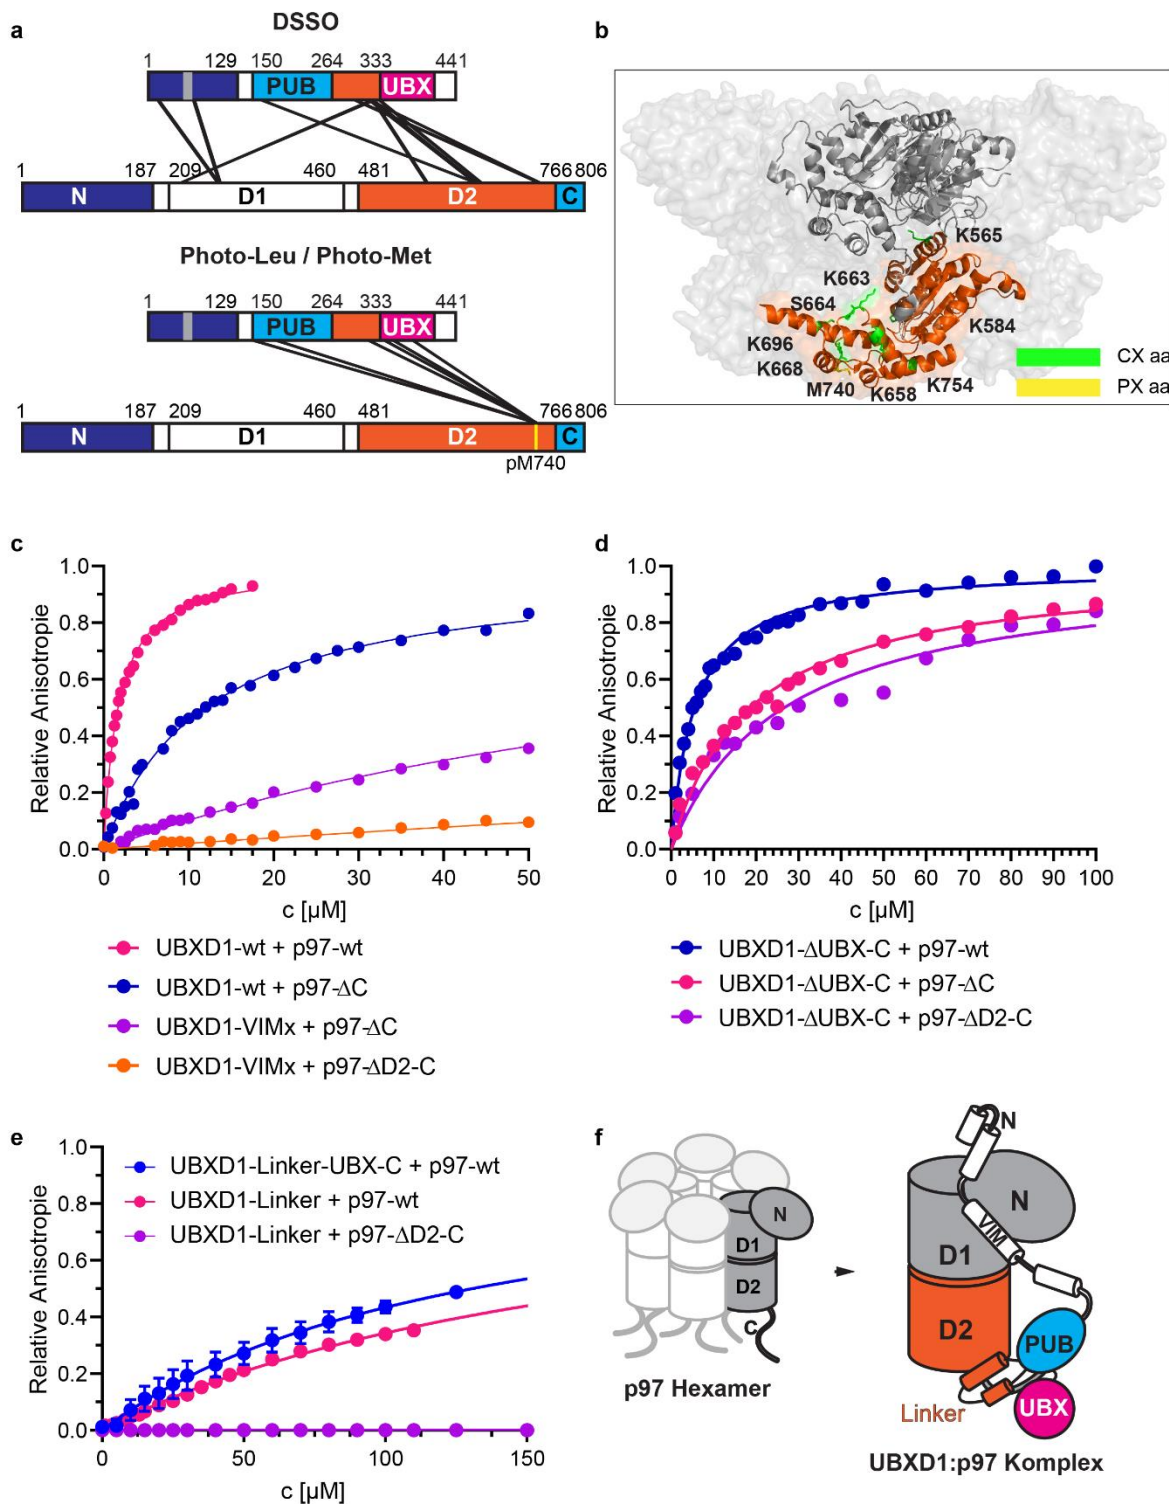 a
DSSO
1 129 150 264 333 441
PUB UBX
1 187 209 460 481 766 806
N D1 D2 C
Photo-Leu / Photo-Met
1 129 150 264 333 441
PUB UBX
1 187 209 460 481 766 806
N D1 D2 C
pM740
b
K565
K663
S664
K584
K696
K668
M740
K658
K754
CX aa
PX aa
c
Relative Anisotropie
1.0
0.8
0.6
0.4
0.2
0.0
0 10 20 30 40 50
c [µM]
UBXD1-wt + p97-wt
UBXD1-wt + p97-ΔC
UBXD1-VIMx + p97-ΔC
UBXD1-VIMx + p97-ΔD2-C
d
Relative Anisotropie
1.0
0.8
0.6
0.4
0.2
0.0
0 10 20 30 40 50 60 70 80 90 100
c [µM]
UBXD1-ΔUBX-C + p97-wt
UBXD1-ΔUBX-C + p97-ΔC
UBXD1-ΔUBX-C + p97-ΔD2-C
e
Relative Anisotropie
1.0
0.8
0.6
0.4
0.2
0.0
0 50 100 150
c [µM]
UBXD1-Linker-UBX-C + p97-wt
UBXD1-Linker + p97-wt
UBXD1-Linker + p97-ΔD2-C
f
N
D1
D2
C
p97 Hexamer
N
N
VIM
D1
D2
PUB
UBX
Linker
UBXD1:p97 Komplex